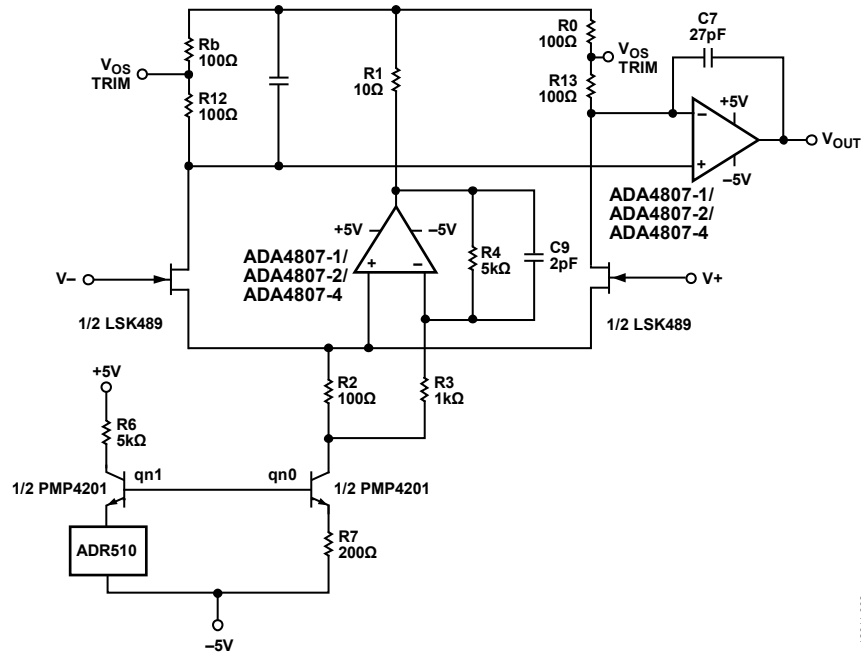 Rb
100Ω
VOS
TRIM
R12
100Ω
R1
10Ω
R0
100Ω
VOS
TRIM
R13
100Ω
C7
27pF
+5V
–
+
–5V
VOUT
ADA4807-1/
ADA4807-2/
ADA4807-4
+5V
–5V
+
–
ADA4807-1/
ADA4807-2/
ADA4807-4
R4
5kΩ
C9
2pF
V–
1/2 LSK489
V+
1/2 LSK489
R2
100Ω
R3
1kΩ
+5V
R6
5kΩ
qn1
qn0
1/2 PMP4201
1/2 PMP4201
ADR510
R7
200Ω
–5V